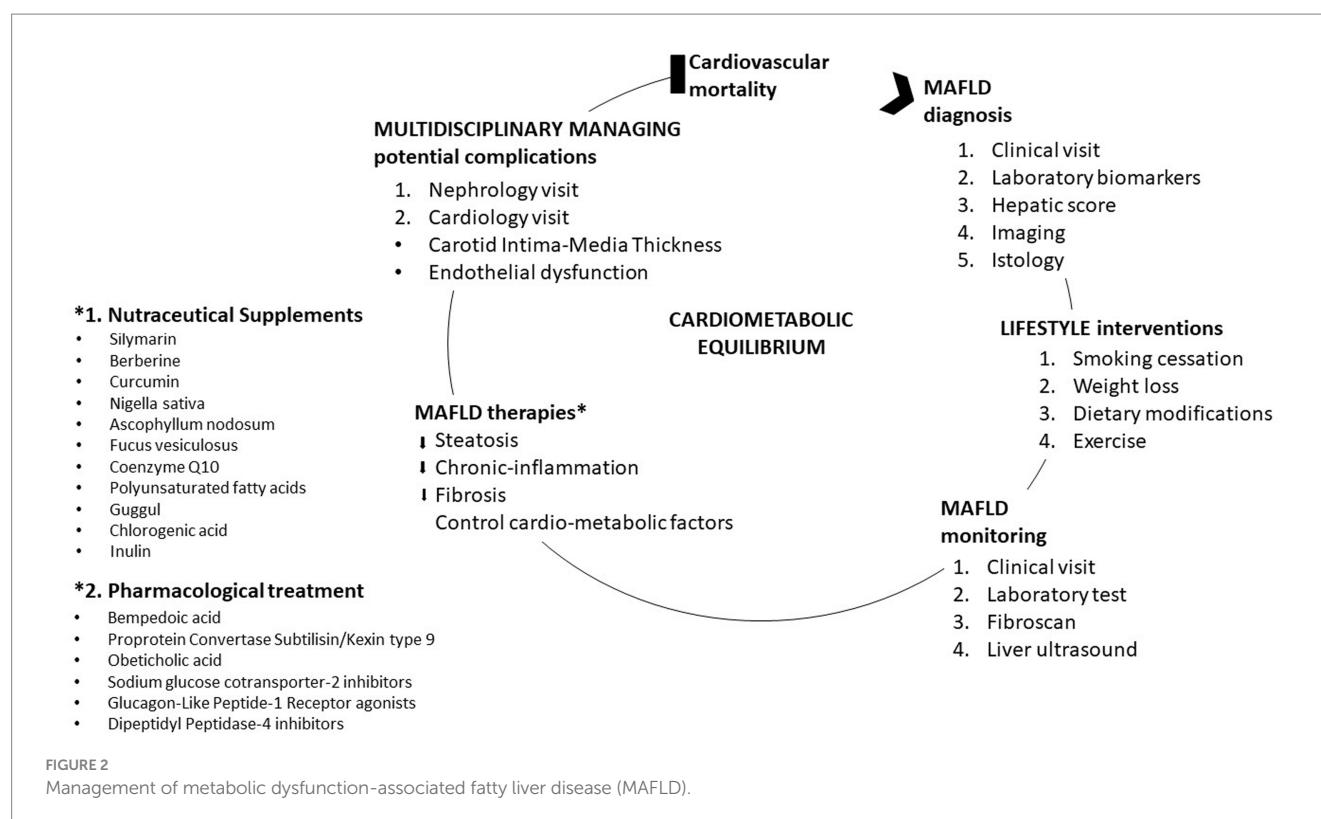 Cardiovascular
mortality
MAFLD
diagnosis
1. Clinical visit
2. Laboratory biomarkers
3. Hepatic score
4. Imaging
5. Istology
MULTIDISCIPLINARY MANAGING
potential complications
1. Nephrology visit
2. Cardiology visit
• Carotid Intima-Media Thickness
• Endothelial dysfunction
CARDIOMETABOLIC
EQUILIBRIUM
LIFESTYLE interventions
1. Smoking cessation
2. Weight loss
3. Dietary modifications
4. Exercise
MAFLD therapies*
⬇ Steatosis
⬇ Chronic-inflammation
⬇ Fibrosis
Control cardio-metabolic factors
MAFLD
monitoring
1. Clinical visit
2. Laboratory test
3. Fibroscan
4. Liver ultrasound
*1. Nutraceutical Supplements
• Silymarin
• Berberine
• Curcumin
• Nigella sativa
• Ascophyllum nodosum
• Fucus vesiculosus
• Coenzyme Q10
• Polyunsaturated fatty acids
• Guggul
• Chlorogenic acid
• Inulin
*2. Pharmacological treatment
• Bempedoic acid
• Proprotein Convertase Subtilisin/Kexin type 9
• Obeticholic acid
• Sodium glucose cotransporter-2 inhibitors
• Glucagon-Like Peptide-1 Receptor agonists
• Dipeptidyl Peptidase-4 inhibitors
FIGURE 2
Management of metabolic dysfunction-associated fatty liver disease (MAFLD).